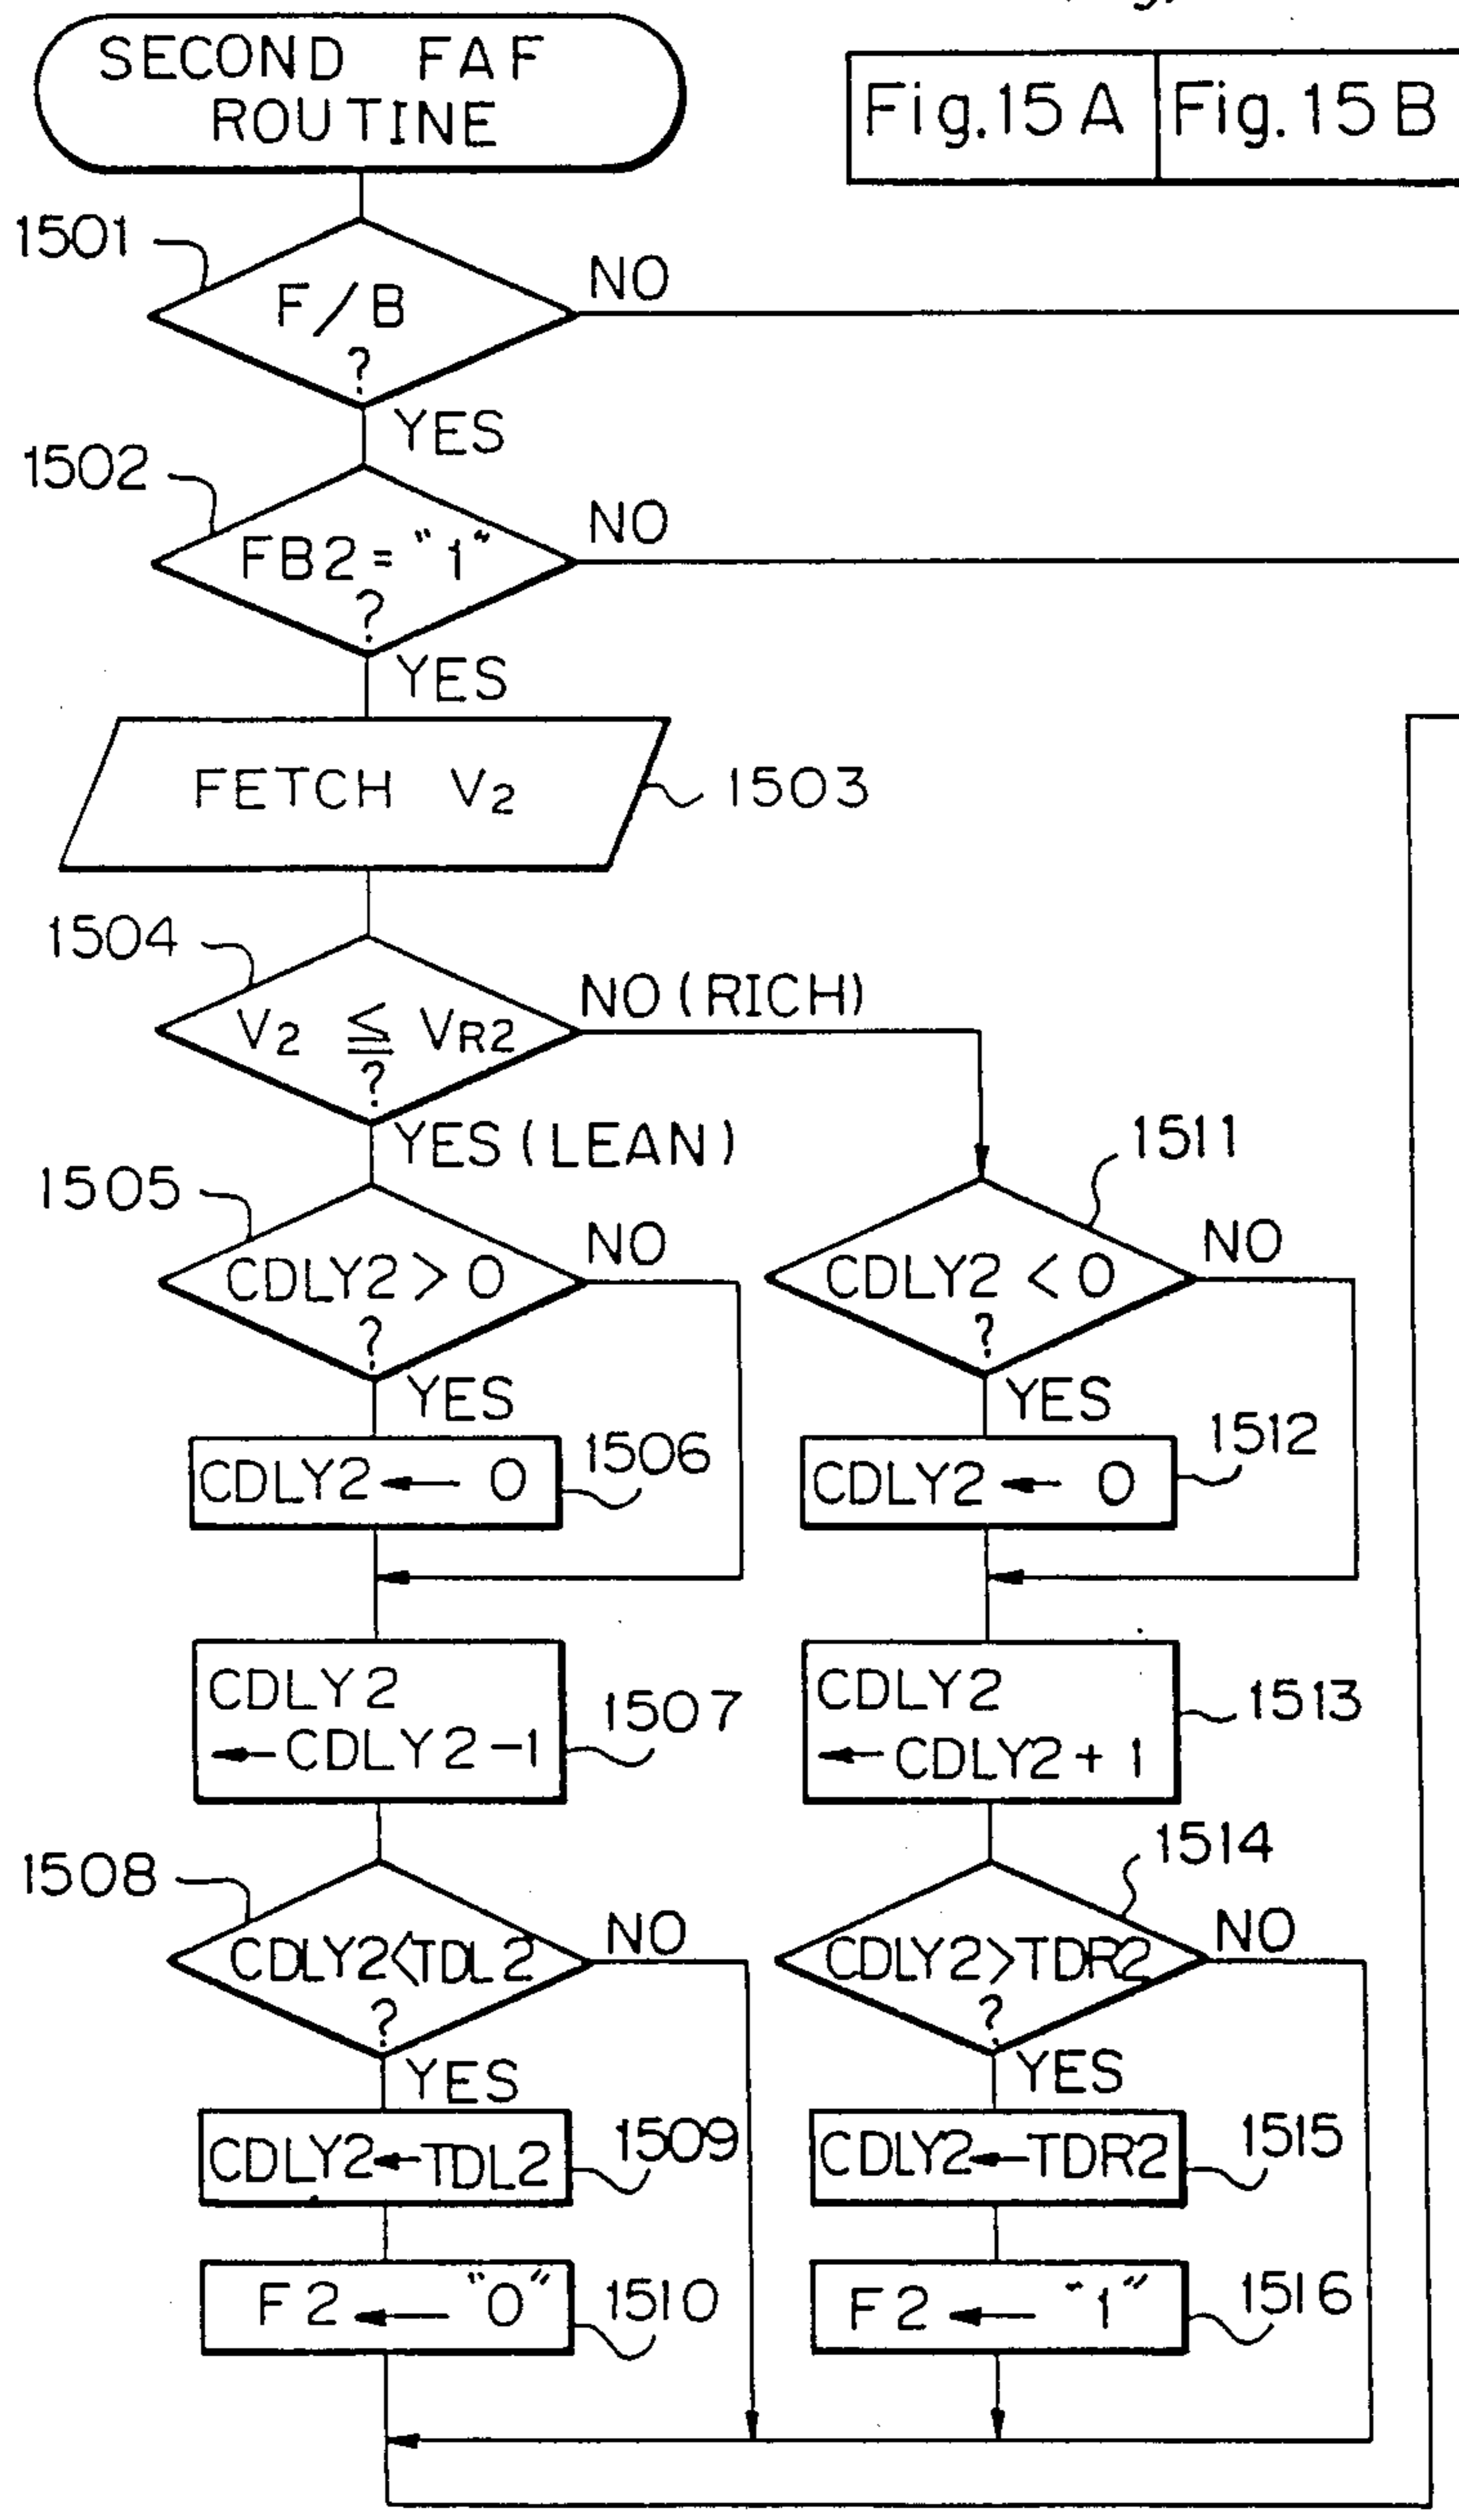 SECOND FAF
ROUTINE
Fig.15A Fig.15B
1501
F/B
?
NO
YES
1502
FB2="1"
?
NO
YES
FETCH V2
1503
1504
V2 ≦ VR2
?
NO (RICH)
YES (LEAN)
1505
CDLY2>0
?
NO
YES
CDLY2 ← 0
1506
CDLY2
←CDLY2-1
1507
1508
CDLY2<TDL2
?
NO
YES
CDLY2←TDL2
1509
F2 ← "0"
1510
1511
CDLY2<0
?
NO
YES
CDLY2 ← 0
1512
CDLY2
←CDLY2+1
1513
1514
CDLY2>TDR2
?
NO
YES
CDLY2←TDR2
1515
F2 ← "1"
1516